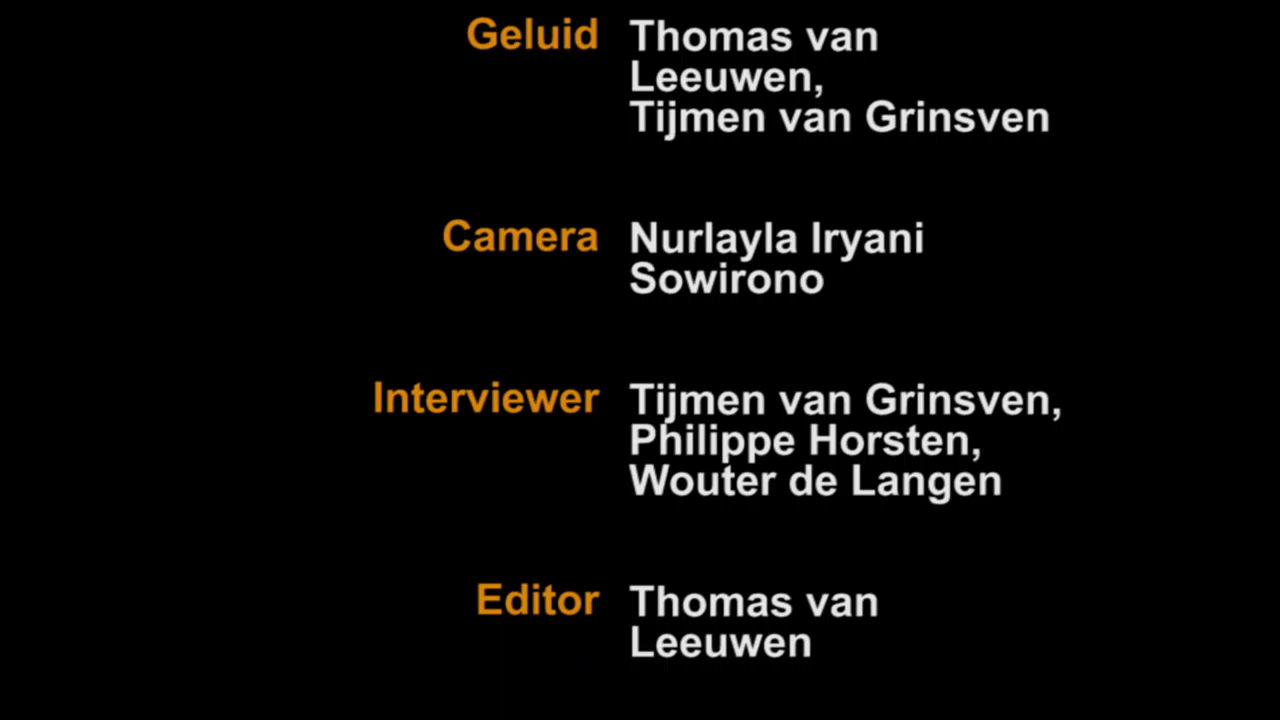 Geluid Thomas van
Leeuwen,
Tijmen van Grinsven
Camera Nurlayla Iryani
Sowirono
Interviewer Tijmen van Grinsven,
Philippe Horsten,
Wouter de Langen
Editor Thomas van
Leeuwen